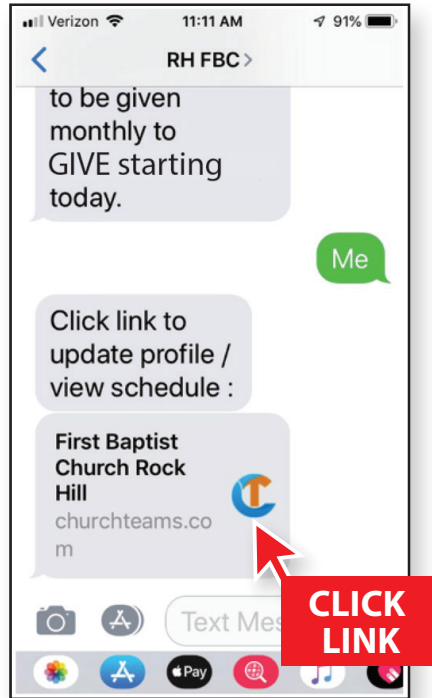 Verizon 11:11 AM 91%
RH FBC >
to be given
monthly to
GIVE starting
today.
Me
Click link to
update profile /
view schedule :
First Baptist
Church Rock
Hill
churchteams.co
m
Text Mes
CLICK
LINK
Pay